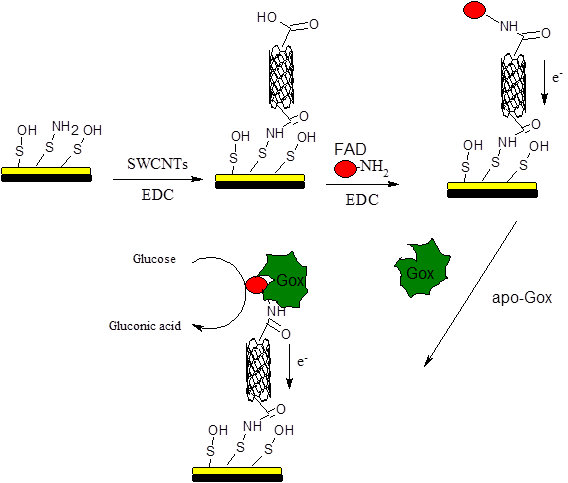 OH
S
NH2
S
OH
S
SWCNTs
EDC
HO
O
O
NH
OH
S
S
OH
S
FAD
NH2
EDC
NH
O
e-
O
NH
OH
S
S
OH
S
Glucose
Gluconic acid
Gox
NH
O
e-
O
NH
OH
S
S
OH
S
Gox
apo-Gox